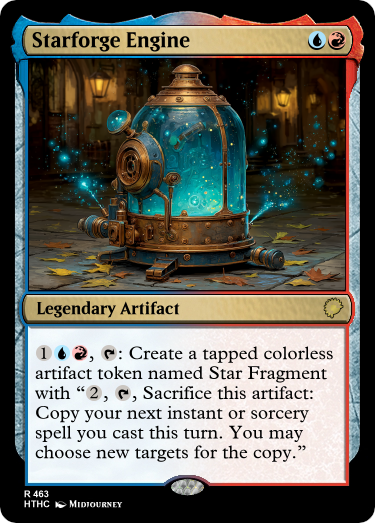 Starforge Engine
Legendary Artifact
1, : Create a tapped colorless
artifact token named Star Fragment
with “2, , Sacrifice this artifact:
Copy your next instant or sorcery
spell you cast this turn. You may
choose new targets for the copy.”
R 463
HTHC Midjourney